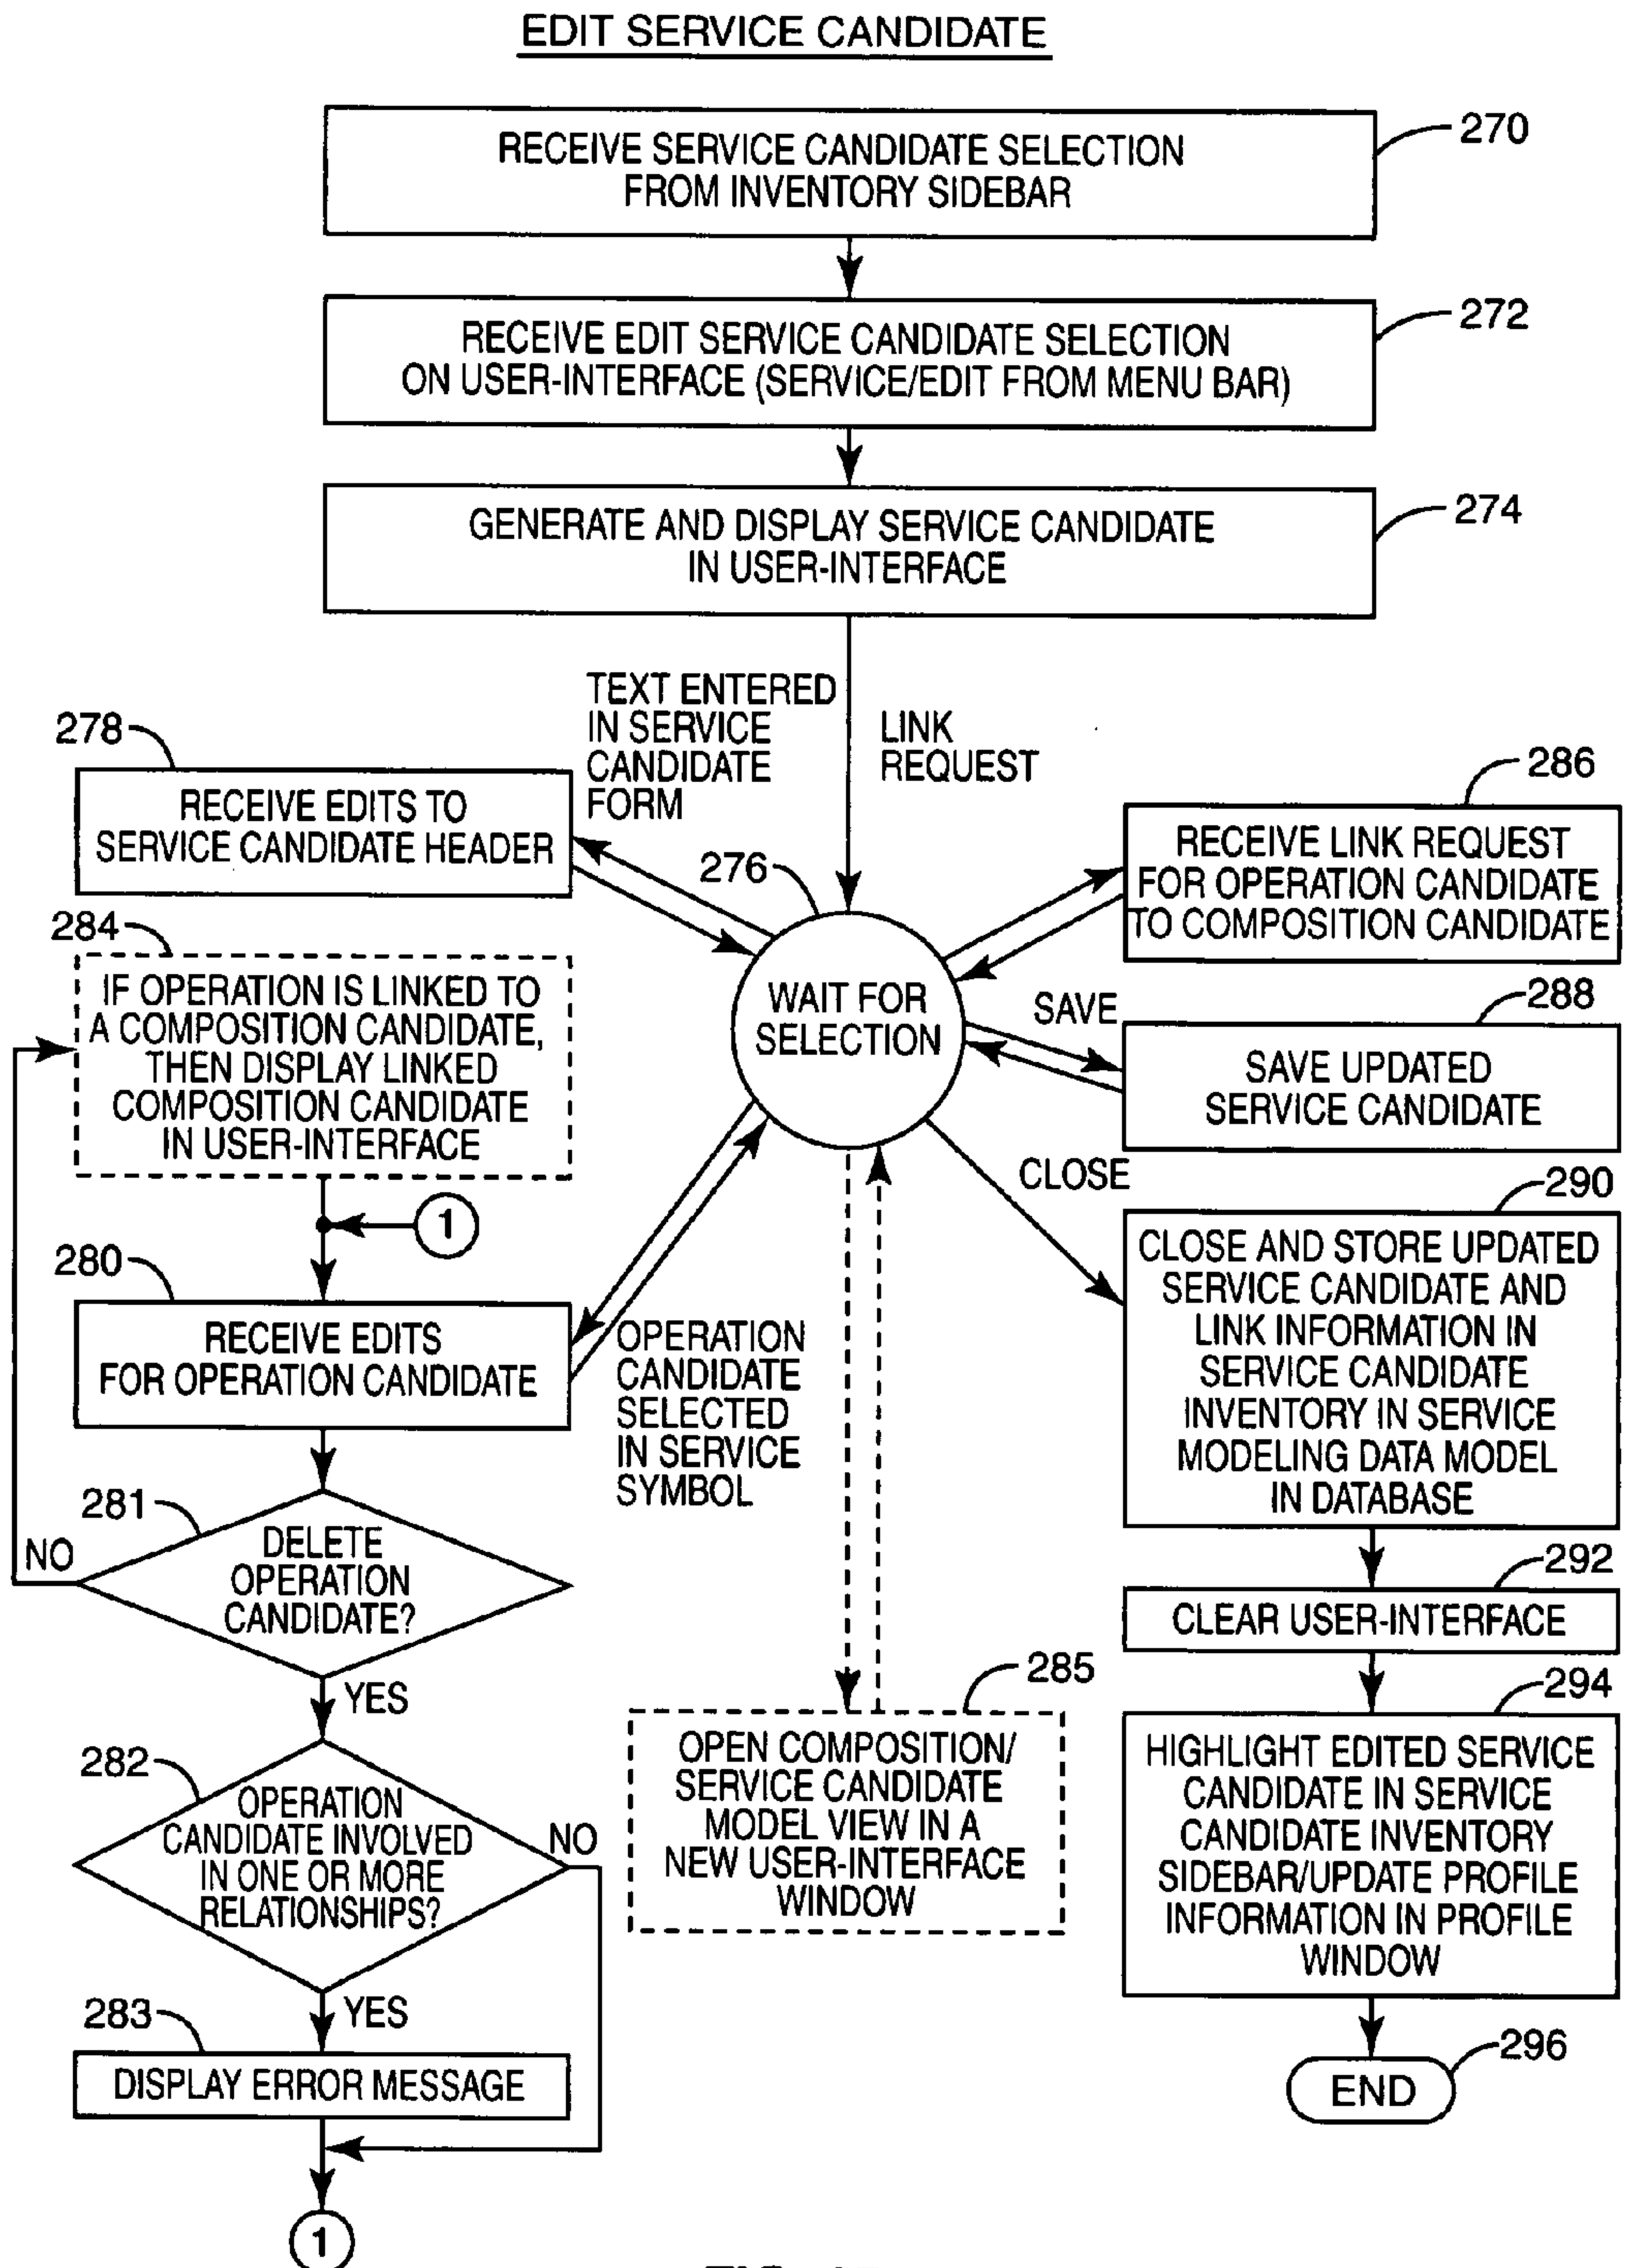 EDIT SERVICE CANDIDATE
270
RECEIVE SERVICE CANDIDATE SELECTION
FROM INVENTORY SIDEBAR
272
RECEIVE EDIT SERVICE CANDIDATE SELECTION
ON USER-INTERFACE (SERVICE/EDIT FROM MENU BAR)
274
GENERATE AND DISPLAY SERVICE CANDIDATE
IN USER-INTERFACE
TEXT ENTERED
IN SERVICE
CANDIDATE
FORM
LINK
REQUEST
278
RECEIVE EDITS TO
SERVICE CANDIDATE HEADER
276
WAIT FOR
SELECTION
286
RECEIVE LINK REQUEST
FOR OPERATION CANDIDATE
TO COMPOSITION CANDIDATE
284
IF OPERATION IS LINKED TO
A COMPOSITION CANDIDATE,
THEN DISPLAY LINKED
COMPOSITION CANDIDATE
IN USER-INTERFACE
SAVE
288
SAVE UPDATED
SERVICE CANDIDATE
CLOSE
1
280
RECEIVE EDITS
FOR OPERATION CANDIDATE
OPERATION
CANDIDATE
SELECTED
IN SERVICE
SYMBOL
290
CLOSE AND STORE UPDATED
SERVICE CANDIDATE AND
LINK INFORMATION IN
SERVICE CANDIDATE
INVENTORY IN SERVICE
MODELING DATA MODEL
IN DATABASE
281
NO
DELETE
OPERATION
CANDIDATE?
YES
292
CLEAR USER-INTERFACE
282
OPERATION
CANDIDATE INVOLVED
IN ONE OR MORE
RELATIONSHIPS?
NO
YES
285
OPEN COMPOSITION/
SERVICE CANDIDATE
MODEL VIEW IN A
NEW USER-INTERFACE
WINDOW
294
HIGHLIGHT EDITED SERVICE
CANDIDATE IN SERVICE
CANDIDATE INVENTORY
SIDEBAR/UPDATE PROFILE
INFORMATION IN PROFILE
WINDOW
283
DISPLAY ERROR MESSAGE
296
END
1